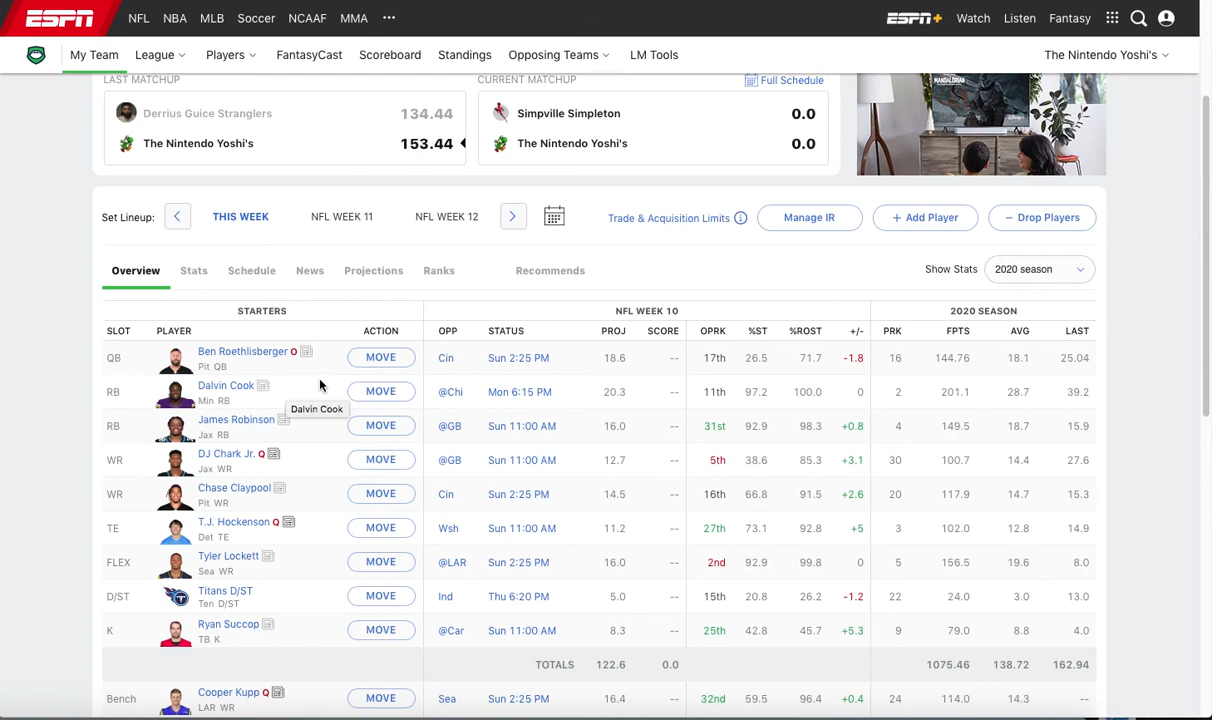 ESPN NFL NBA MLB Soccer NCAAF MMA ••• ESPN+ Watch Listen Fantasy
My Team League Players FantasyCast Scoreboard Standings Opposing Teams LM Tools The Nintendo Yoshi's
LAST MATCHUP CURRENT MATCHUP Full Schedule
Derrius Guice Stranglers 134.44 Simpville Simpleton 0.0
The Nintendo Yoshi's 153.44 The Nintendo Yoshi's 0.0
MANDALORIAN
Set Lineup: THIS WEEK NFL WEEK 11 NFL WEEK 12 Trade & Acquisition Limits Manage IR + Add Player − Drop Players
Overview Stats Schedule News Projections Ranks Recommends Show Stats 2020 season
STARTERS NFL WEEK 10 2020 SEASON
SLOT PLAYER ACTION OPP STATUS PROJ SCORE OPRK %ST %ROST +/- PRK FPTS AVG LAST
QB Ben Roethlisberger O MOVE Cin Sun 2:25 PM 18.6 -- 17th 26.5 71.7 -1.8 16 144.76 18.1 25.04
Pit QB
RB Dalvin Cook MOVE @Chi Mon 6:15 PM 20.3 -- 11th 97.2 100.0 0 2 201.1 28.7 39.2
Min RB
Dalvin Cook
RB James Robinson MOVE @GB Sun 11:00 AM 16.0 -- 31st 92.9 98.3 +0.8 4 149.5 18.7 15.9
Jax RB
WR DJ Chark Jr. Q MOVE @GB Sun 11:00 AM 12.7 -- 5th 38.6 85.3 +3.1 30 100.7 14.4 27.6
Jax WR
WR Chase Claypool MOVE Cin Sun 2:25 PM 14.5 -- 16th 66.8 91.5 +2.6 20 117.9 14.7 15.3
Pit WR
TE T.J. Hockenson Q MOVE Wsh Sun 11:00 AM 11.2 -- 27th 73.1 92.8 +5 3 102.0 12.8 14.9
Det TE
FLEX Tyler Lockett MOVE @LAR Sun 2:25 PM 16.0 -- 2nd 92.9 99.8 0 5 156.5 19.6 8.0
Sea WR
D/ST Titans D/ST MOVE Ind Thu 6:20 PM 5.0 -- 15th 20.8 26.2 -1.2 22 24.0 3.0 13.0
Ten D/ST
K Ryan Succop MOVE @Car Sun 11:00 AM 8.3 -- 25th 42.8 45.7 +5.3 9 79.0 8.8 4.0
TB K
TOTALS 122.6 0.0 1075.46 138.72 162.94
Bench Cooper Kupp Q MOVE Sea Sun 2:25 PM 16.4 -- 32nd 59.5 96.4 +0.4 24 114.0 14.3 --
LAR WR